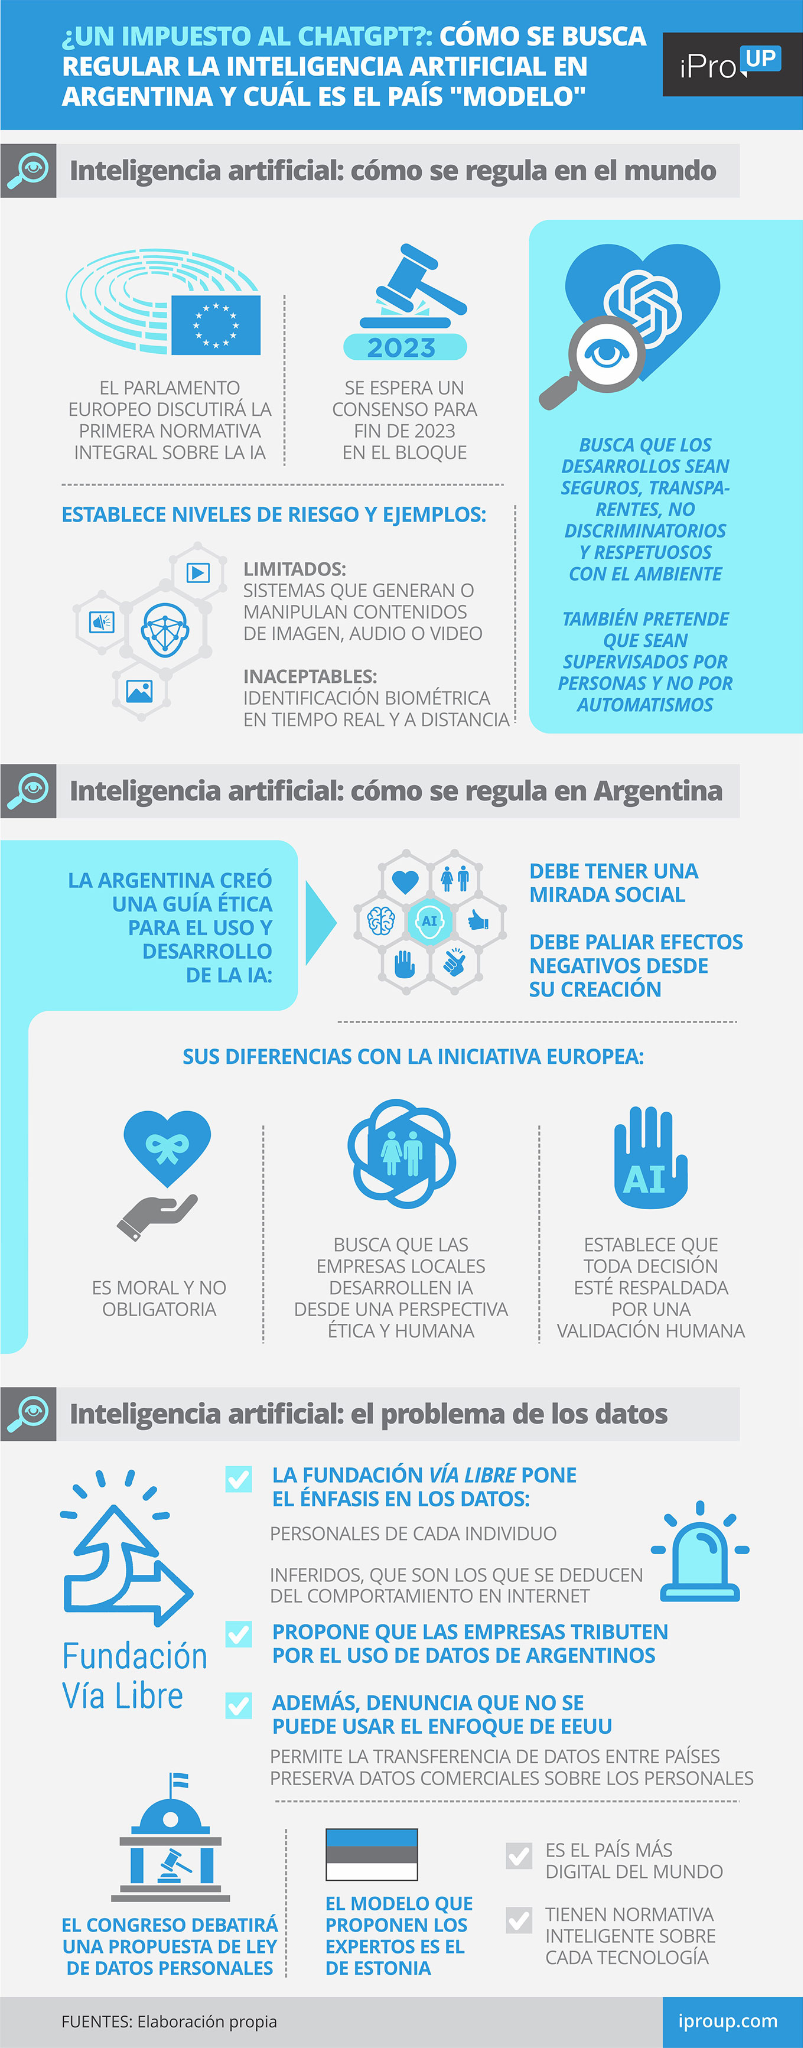 ¿UN IMPUESTO AL CHATGPT?: CÓMO SE BUSCA
REGULAR LA INTELIGENCIA ARTIFICIAL EN
ARGENTINA Y CUÁL ES EL PAÍS "MODELO"
iPro UP
Inteligencia artificial: cómo se regula en el mundo
EL PARLAMENTO
EUROPEO DISCUTIRÁ LA
PRIMERA NORMATIVA
INTEGRAL SOBRE LA IA
2023
SE ESPERA UN
CONSENSO PARA
FIN DE 2023
EN EL BLOQUE
BUSCA QUE LOS
DESARROLLOS SEAN
SEGUROS, TRANSPA-
RENTES, NO
DISCRIMINATORIOS
Y RESPETUOSOS
CON EL AMBIENTE
TAMBIÉN PRETENDE
QUE SEAN
SUPERVISADOS POR
PERSONAS Y NO POR
AUTOMATISMOS
ESTABLECE NIVELES DE RIESGO Y EJEMPLOS:
LIMITADOS:
SISTEMAS QUE GENERAN O
MANIPULAN CONTENIDOS
DE IMAGEN, AUDIO O VIDEO
INACEPTABLES:
IDENTIFICACIÓN BIOMÉTRICA
EN TIEMPO REAL Y A DISTANCIA
Inteligencia artificial: cómo se regula en Argentina
LA ARGENTINA CREÓ
UNA GUÍA ÉTICA
PARA EL USO Y
DESARROLLO
DE LA IA:
AI
DEBE TENER UNA
MIRADA SOCIAL
DEBE PALIAR EFECTOS
NEGATIVOS DESDE
SU CREACIÓN
SUS DIFERENCIAS CON LA INICIATIVA EUROPEA:
ES MORAL Y NO
OBLIGATORIA
BUSCA QUE LAS
EMPRESAS LOCALES
DESARROLLEN IA
DESDE UNA PERSPECTIVA
ÉTICA Y HUMANA
AI
ESTABLECE QUE
TODA DECISIÓN
ESTÉ RESPALDADA
POR UNA
VALIDACIÓN HUMANA
Inteligencia artificial: el problema de los datos
Fundación
Vía Libre
LA FUNDACIÓN VÍA LIBRE PONE
EL ÉNFASIS EN LOS DATOS:
PERSONALES DE CADA INDIVIDUO
INFERIDOS, QUE SON LOS QUE SE DEDUCEN
DEL COMPORTAMIENTO EN INTERNET
PROPONE QUE LAS EMPRESAS TRIBUTEN
POR EL USO DE DATOS DE ARGENTINOS
ADEMÁS, DENUNCIA QUE NO SE
PUEDE USAR EL ENFOQUE DE EEUU
PERMITE LA TRANSFERENCIA DE DATOS ENTRE PAÍSES
PRESERVA DATOS COMERCIALES SOBRE LOS PERSONALES
EL CONGRESO DEBATIRÁ
UNA PROPUESTA DE LEY
DE DATOS PERSONALES
EL MODELO QUE
PROPONEN LOS
EXPERTOS ES EL
DE ESTONIA
ES EL PAÍS MÁS
DIGITAL DEL MUNDO
TIENEN NORMATIVA
INTELIGENTE SOBRE
CADA TECNOLOGÍA
FUENTES: Elaboración propia
iproup.com